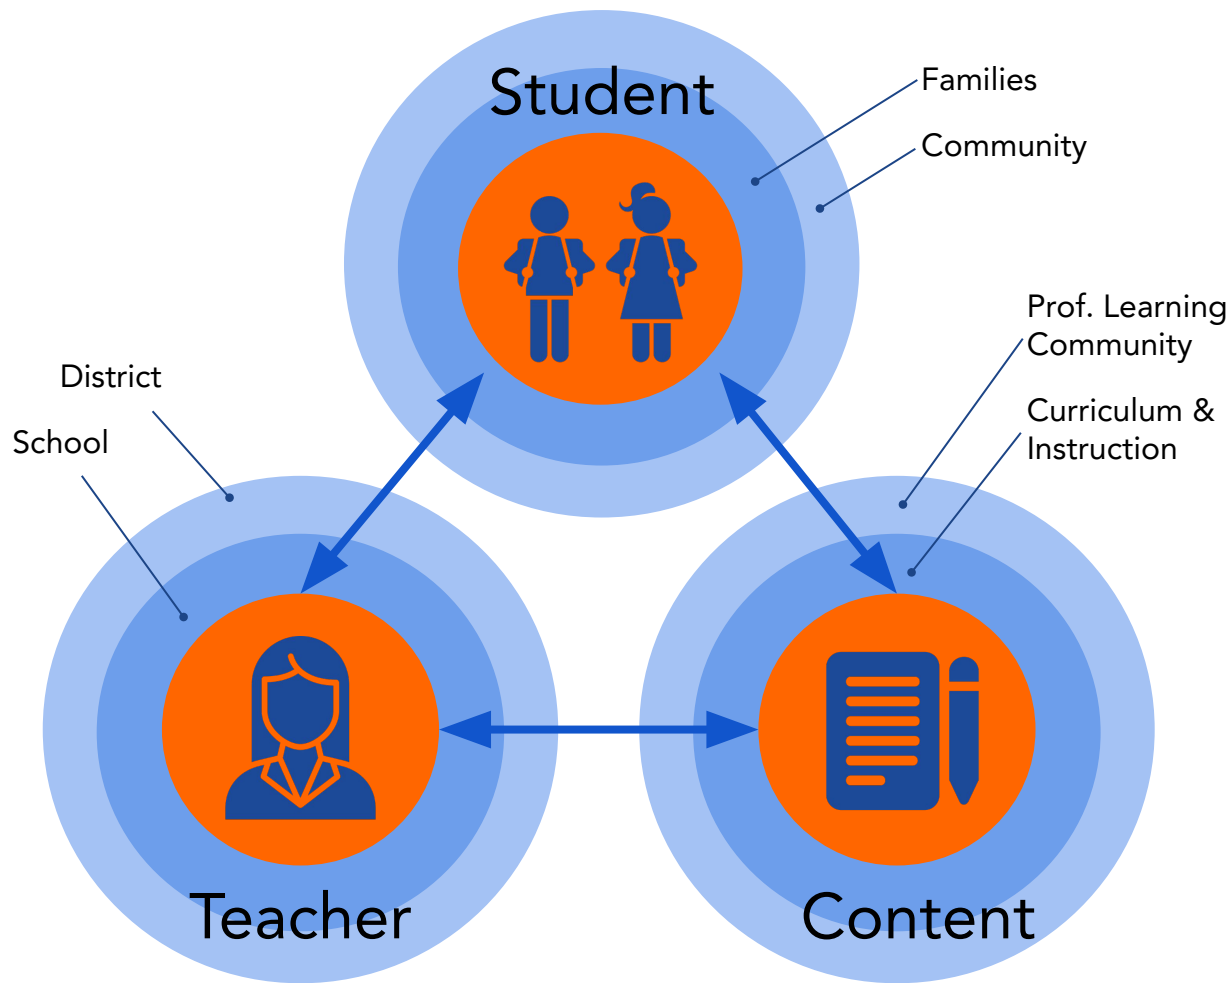 Student
Families
Community
Prof. Learning
Community
District
Curriculum &
Instruction
School
Teacher
Content